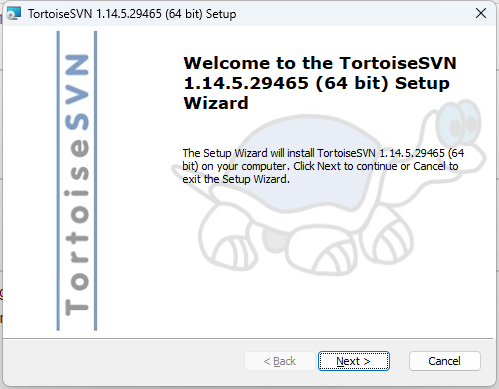 TortoiseSVN 1.14.5.29465 (64 bit) Setup
TortoiseSVN
Welcome to the TortoiseSVN
1.14.5.29465 (64 bit) Setup
Wizard
The Setup Wizard will install TortoiseSVN 1.14.5.29465 (64
bit) on your computer. Click Next to continue or Cancel to
exit the Setup Wizard.
< Back
Next >
Cancel